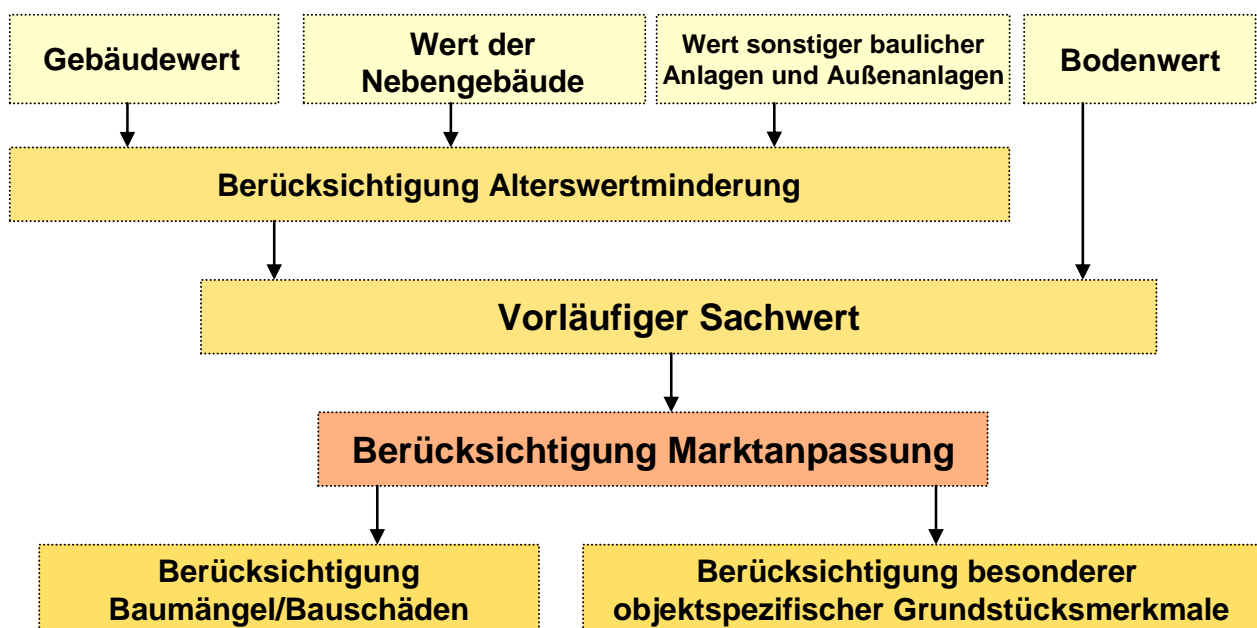 Gebäudewert
Wert der
Nebengebäude
Wert sonstiger baulicher
Anlagen und Außenanlagen
Bodenwert
Berücksichtigung Alterswertminderung
Vorläufiger Sachwert
Berücksichtigung Marktanpassung
Berücksichtigung
Baumängel/Bauschäden
Berücksichtigung besonderer
objektspezifischer Grundstücksmerkmale